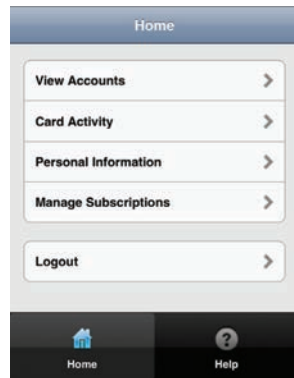 Home
View Accounts
Card Activity
Personal Information
Manage Subscriptions
Logout
Home
Help